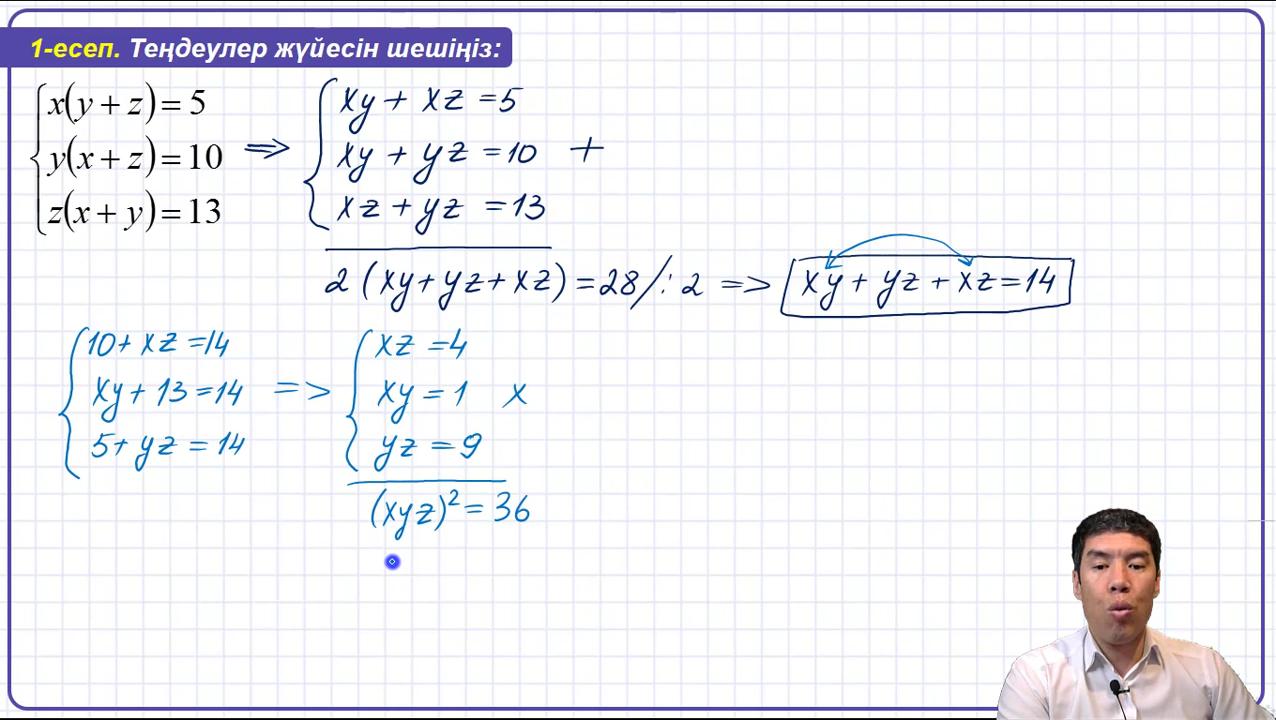 1-есеп. Теңдеулер жүйесін шешіңіз:
x(y + z) = 5
y(x + z) = 10
z(x + y) = 13
=> xy + xz = 5
xy + yz = 10 +
xz + yz = 13
2 (xy + yz + xz) = 28 /: 2 => xy + yz + xz = 14
10 + xz = 14
xy + 13 = 14
5 + yz = 14
=> xz = 4
xy = 1 x
yz = 9
(xyz)² = 36